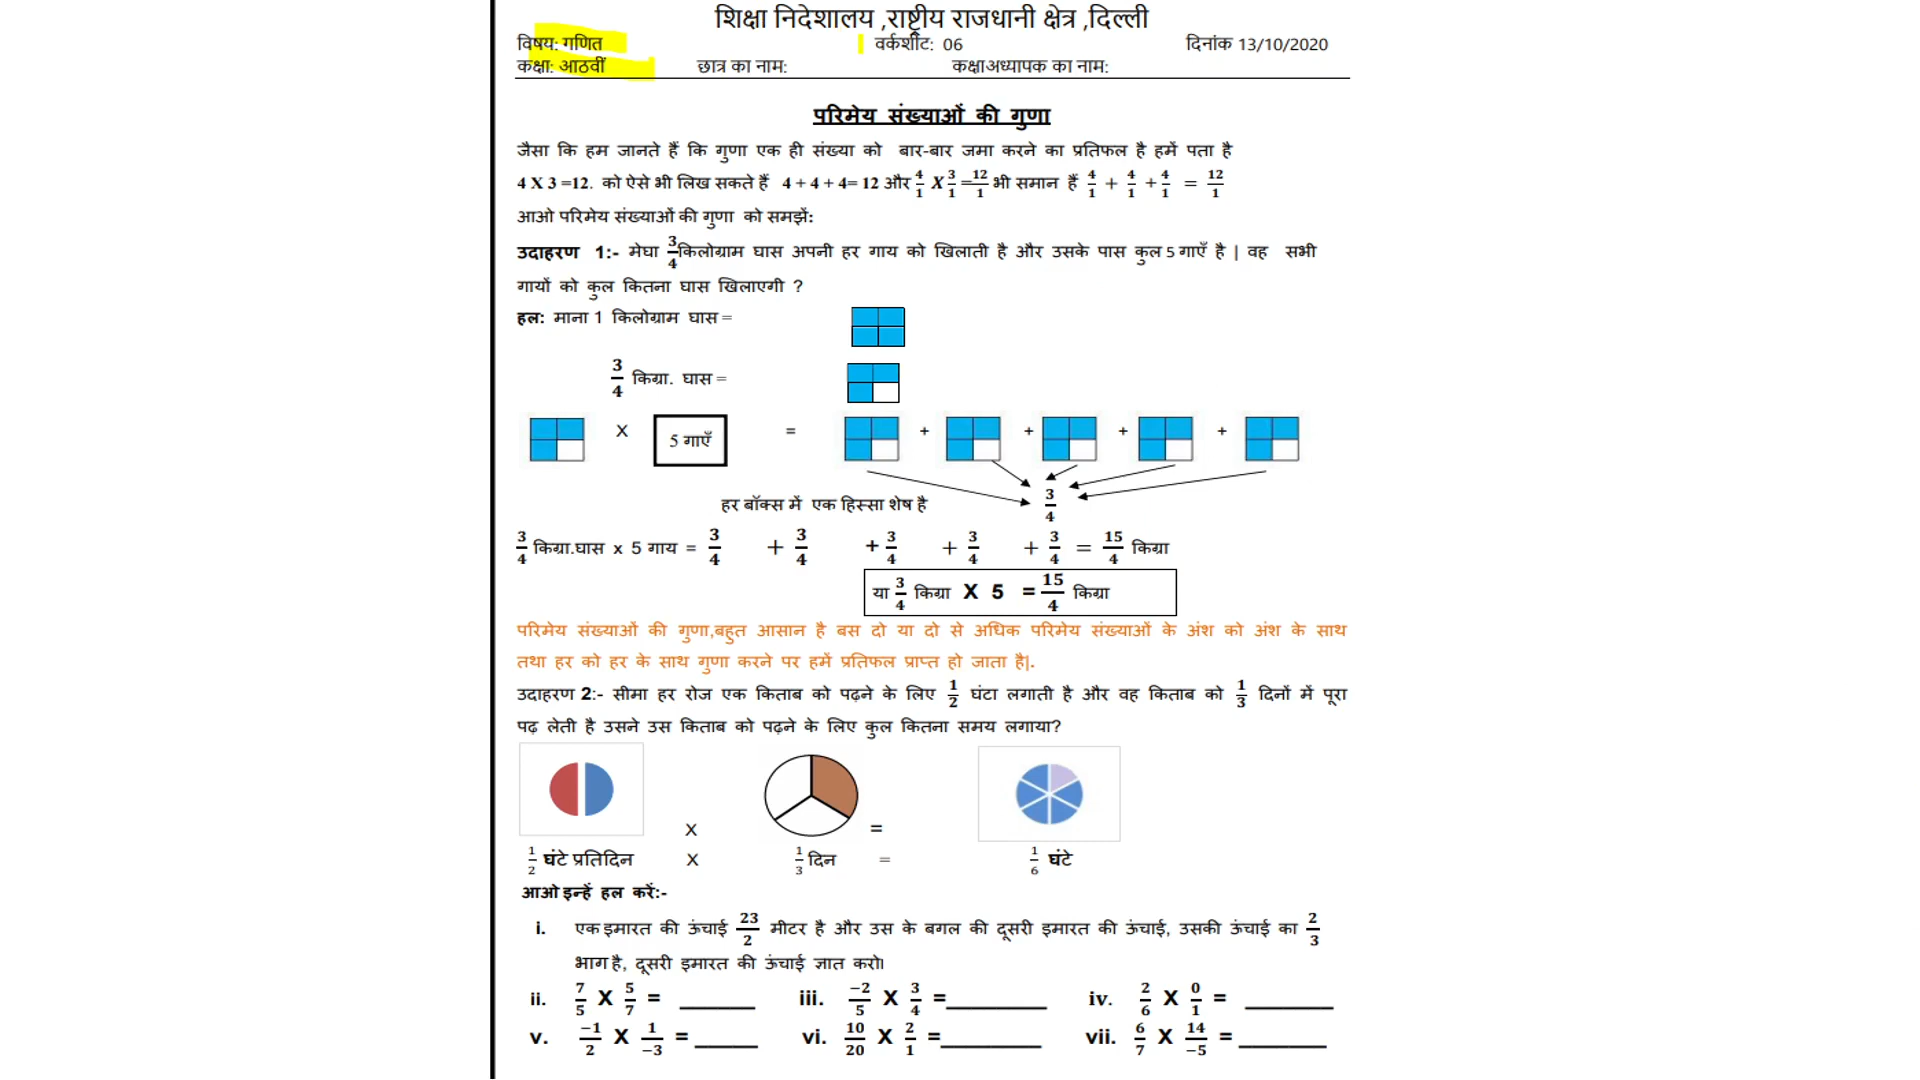 शिक्षा निदेशालय ,राष्ट्रीय राजधानी क्षेत्र ,दिल्ली
विषय: गणित वर्कशीट: 06 दिनांक 13/10/2020
कक्षा: आठवीं छात्र का नाम: कक्षाअध्यापक का नाम:
परिमेय संख्याओं की गुणा
जैसा कि हम जानते हैं कि गुणा एक ही संख्या को बार-बार जमा करने का प्रतिफल है हमें पता है
4 X 3 =12. को ऐसे भी लिख सकते हैं 4 + 4 + 4= 12 और 4/1 X 3/1 = 12/1 भी समान हैं 4/1 + 4/1 + 4/1 = 12/1
आओ परिमेय संख्याओं की गुणा को समझें:
उदाहरण 1:- मेघा 3/4 किलोग्राम घास अपनी हर गाय को खिलाती है और उसके पास कुल 5 गाएँ है | वह सभी
गायों को कुल कितना घास खिलाएगी ?
हल: माना 1 किलोग्राम घास =
3/4 किग्रा. घास =
X 5 गाएँ = + + + +
हर बॉक्स में एक हिस्सा शेष है 3/4
3/4 किग्रा.घास x 5 गाय = 3/4 + 3/4 + 3/4 + 3/4 + 3/4 = 15/4 किग्रा
या 3/4 किग्रा X 5 = 15/4 किग्रा
परिमेय संख्याओं की गुणा,बहुत आसान है बस दो या दो से अधिक परिमेय संख्याओं के अंश को अंश के साथ
तथा हर को हर के साथ गुणा करने पर हमें प्रतिफल प्राप्त हो जाता है|.
उदाहरण 2:- सीमा हर रोज एक किताब को पढ़ने के लिए 1/2 घंटा लगाती है और वह किताब को 1/3 दिनों में पूरा
पढ़ लेती है उसने उस किताब को पढ़ने के लिए कुल कितना समय लगाया?
X =
1/2 घंटे प्रतिदिन X 1/3 दिन = 1/6 घंटे
आओ इन्हें हल करें:-
i. एक इमारत की ऊंचाई 23/2 मीटर है और उस के बगल की दूसरी इमारत की ऊंचाई, उसकी ऊंचाई का 2/3
भाग है, दूसरी इमारत की ऊंचाई ज्ञात करो।
ii. 7/5 X 5/7 = ______ iii. -2/5 X 3/4 =________ iv. 2/6 X 0/1 = _______
v. -1/2 X 1/-3 = _____ vi. 10/20 X 2/1 =________ vii. 6/7 X 14/-5 = _______